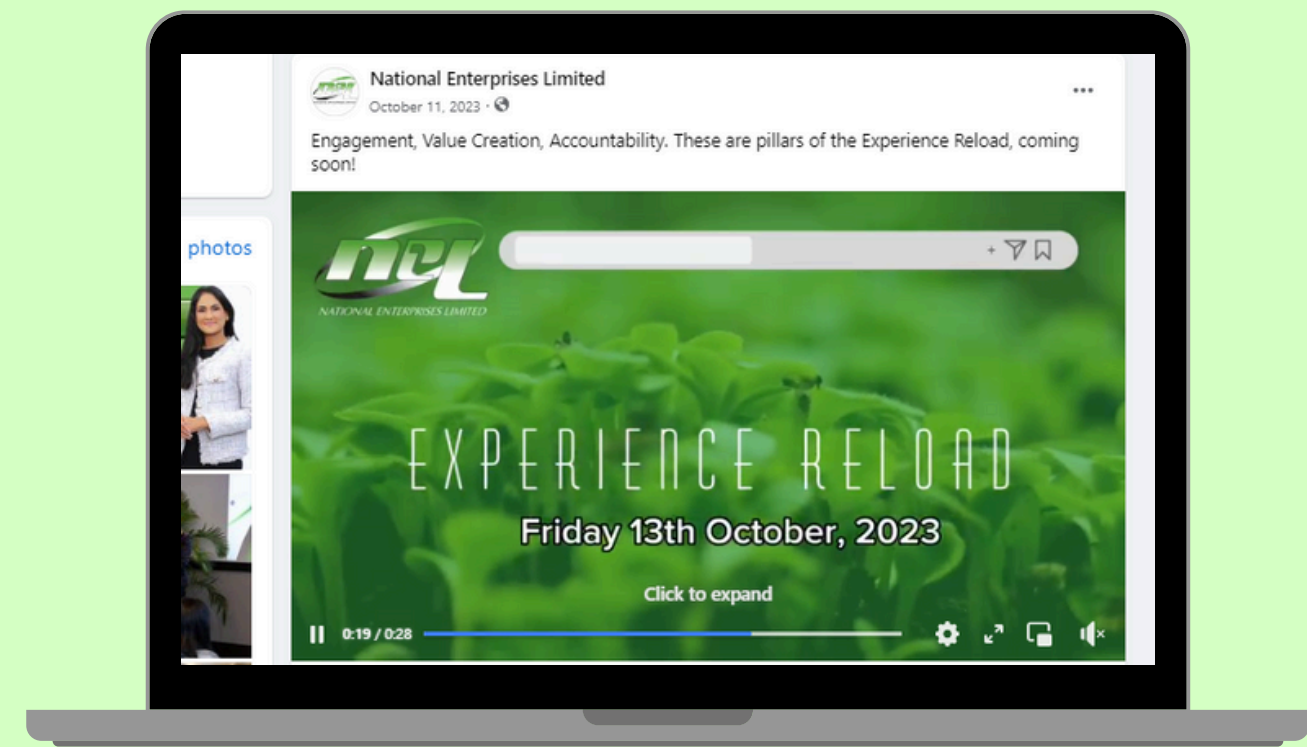 National Enterprises Limited
October 11, 2023 ·
Engagement, Value Creation, Accountability. These are pillars of the Experience Reload, coming
soon!
photos
nel
NATIONAL ENTERPRISES LIMITED
EXPERIENCE RELOAD
Friday 13th October, 2023
Click to expand
0:19 / 0:28